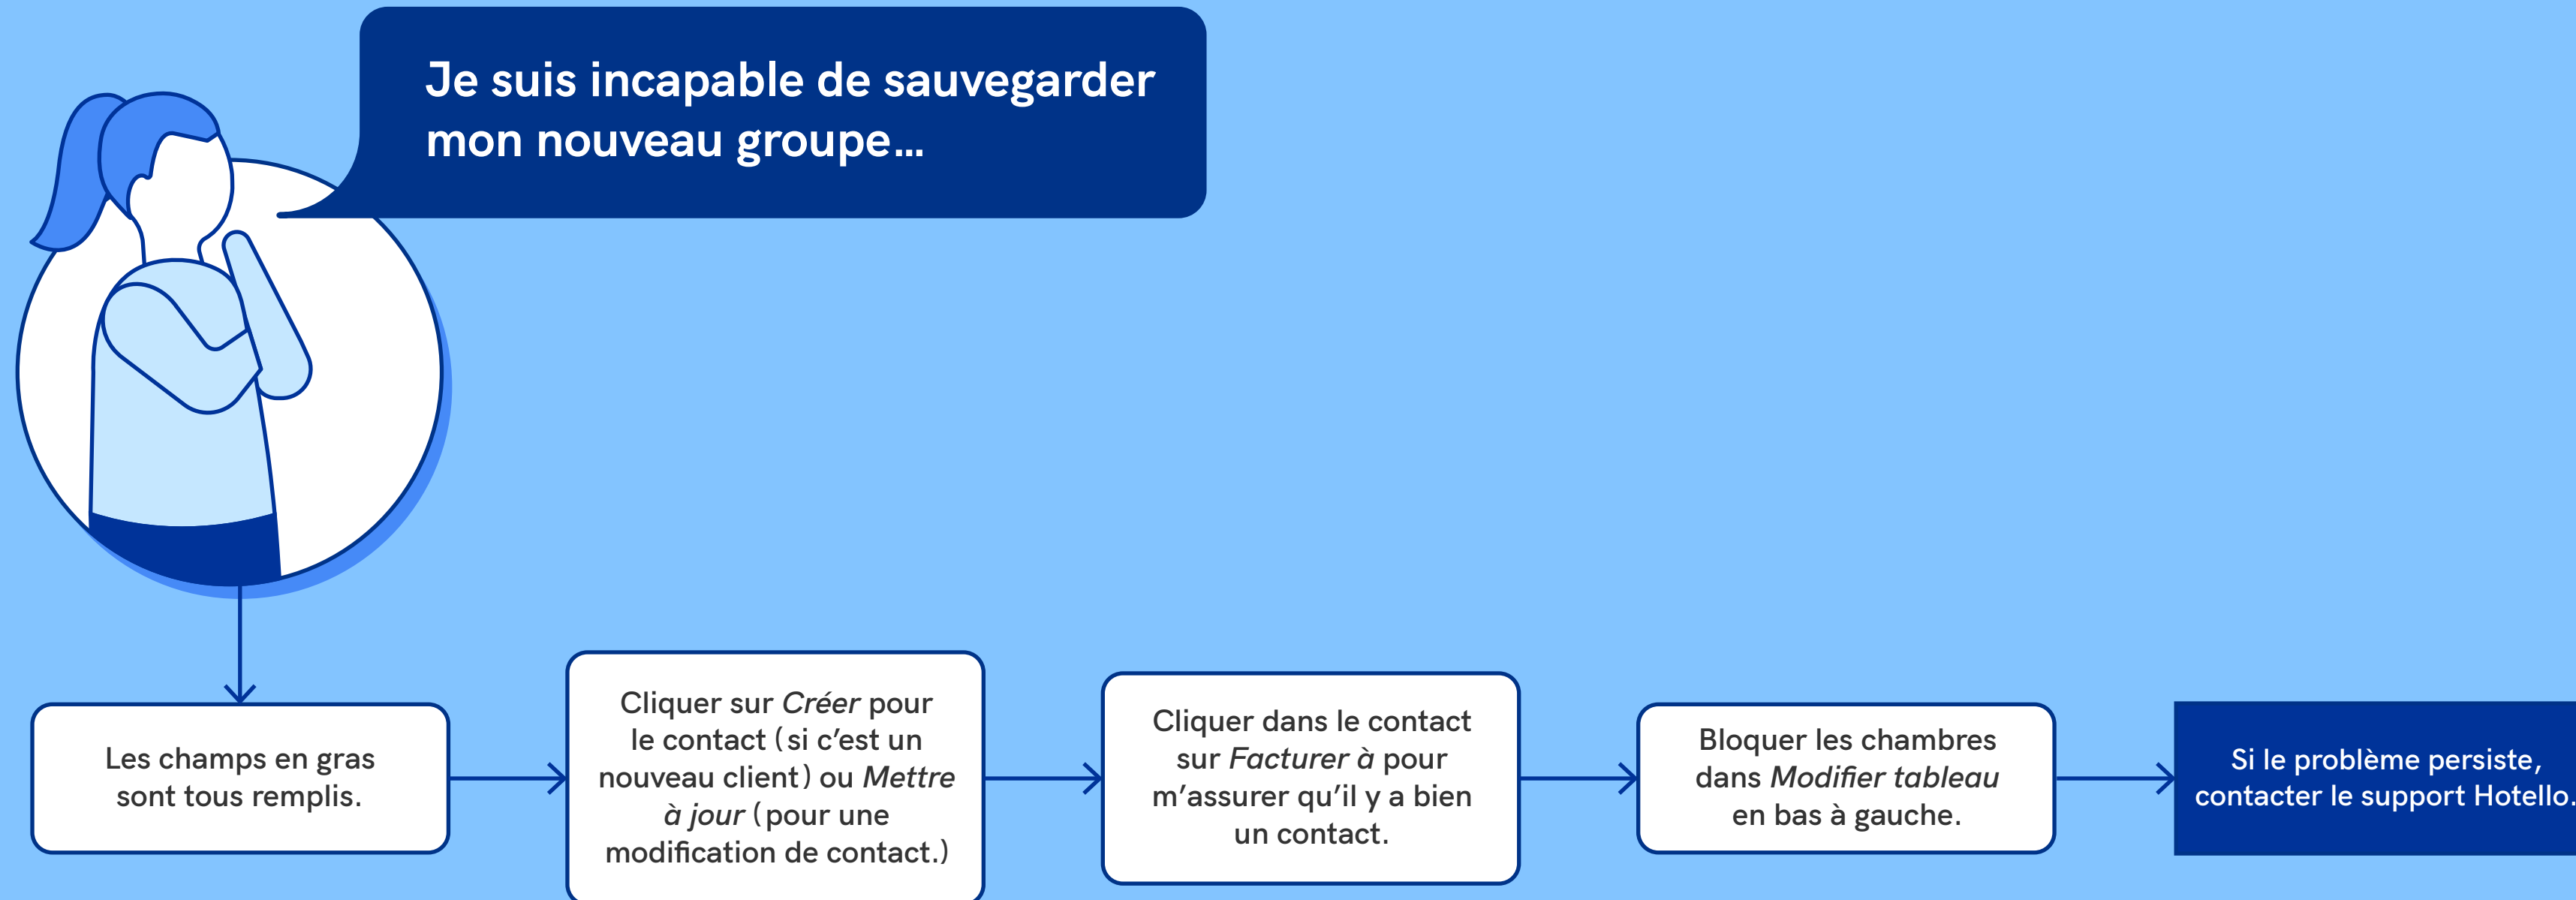 Je suis incapable de sauvegarder
mon nouveau groupe...
Les champs en gras
sont tous remplis.
Cliquer sur Créer pour
le contact (si c’est un
nouveau client) ou Mettre
à jour (pour une
modification de contact.)
Cliquer dans le contact
sur Facturer à pour
m’assurer qu’il y a bien
un contact.
Bloquer les chambres
dans Modifier tableau
en bas à gauche.
Si le problème persiste,
contacter le support Hotello.